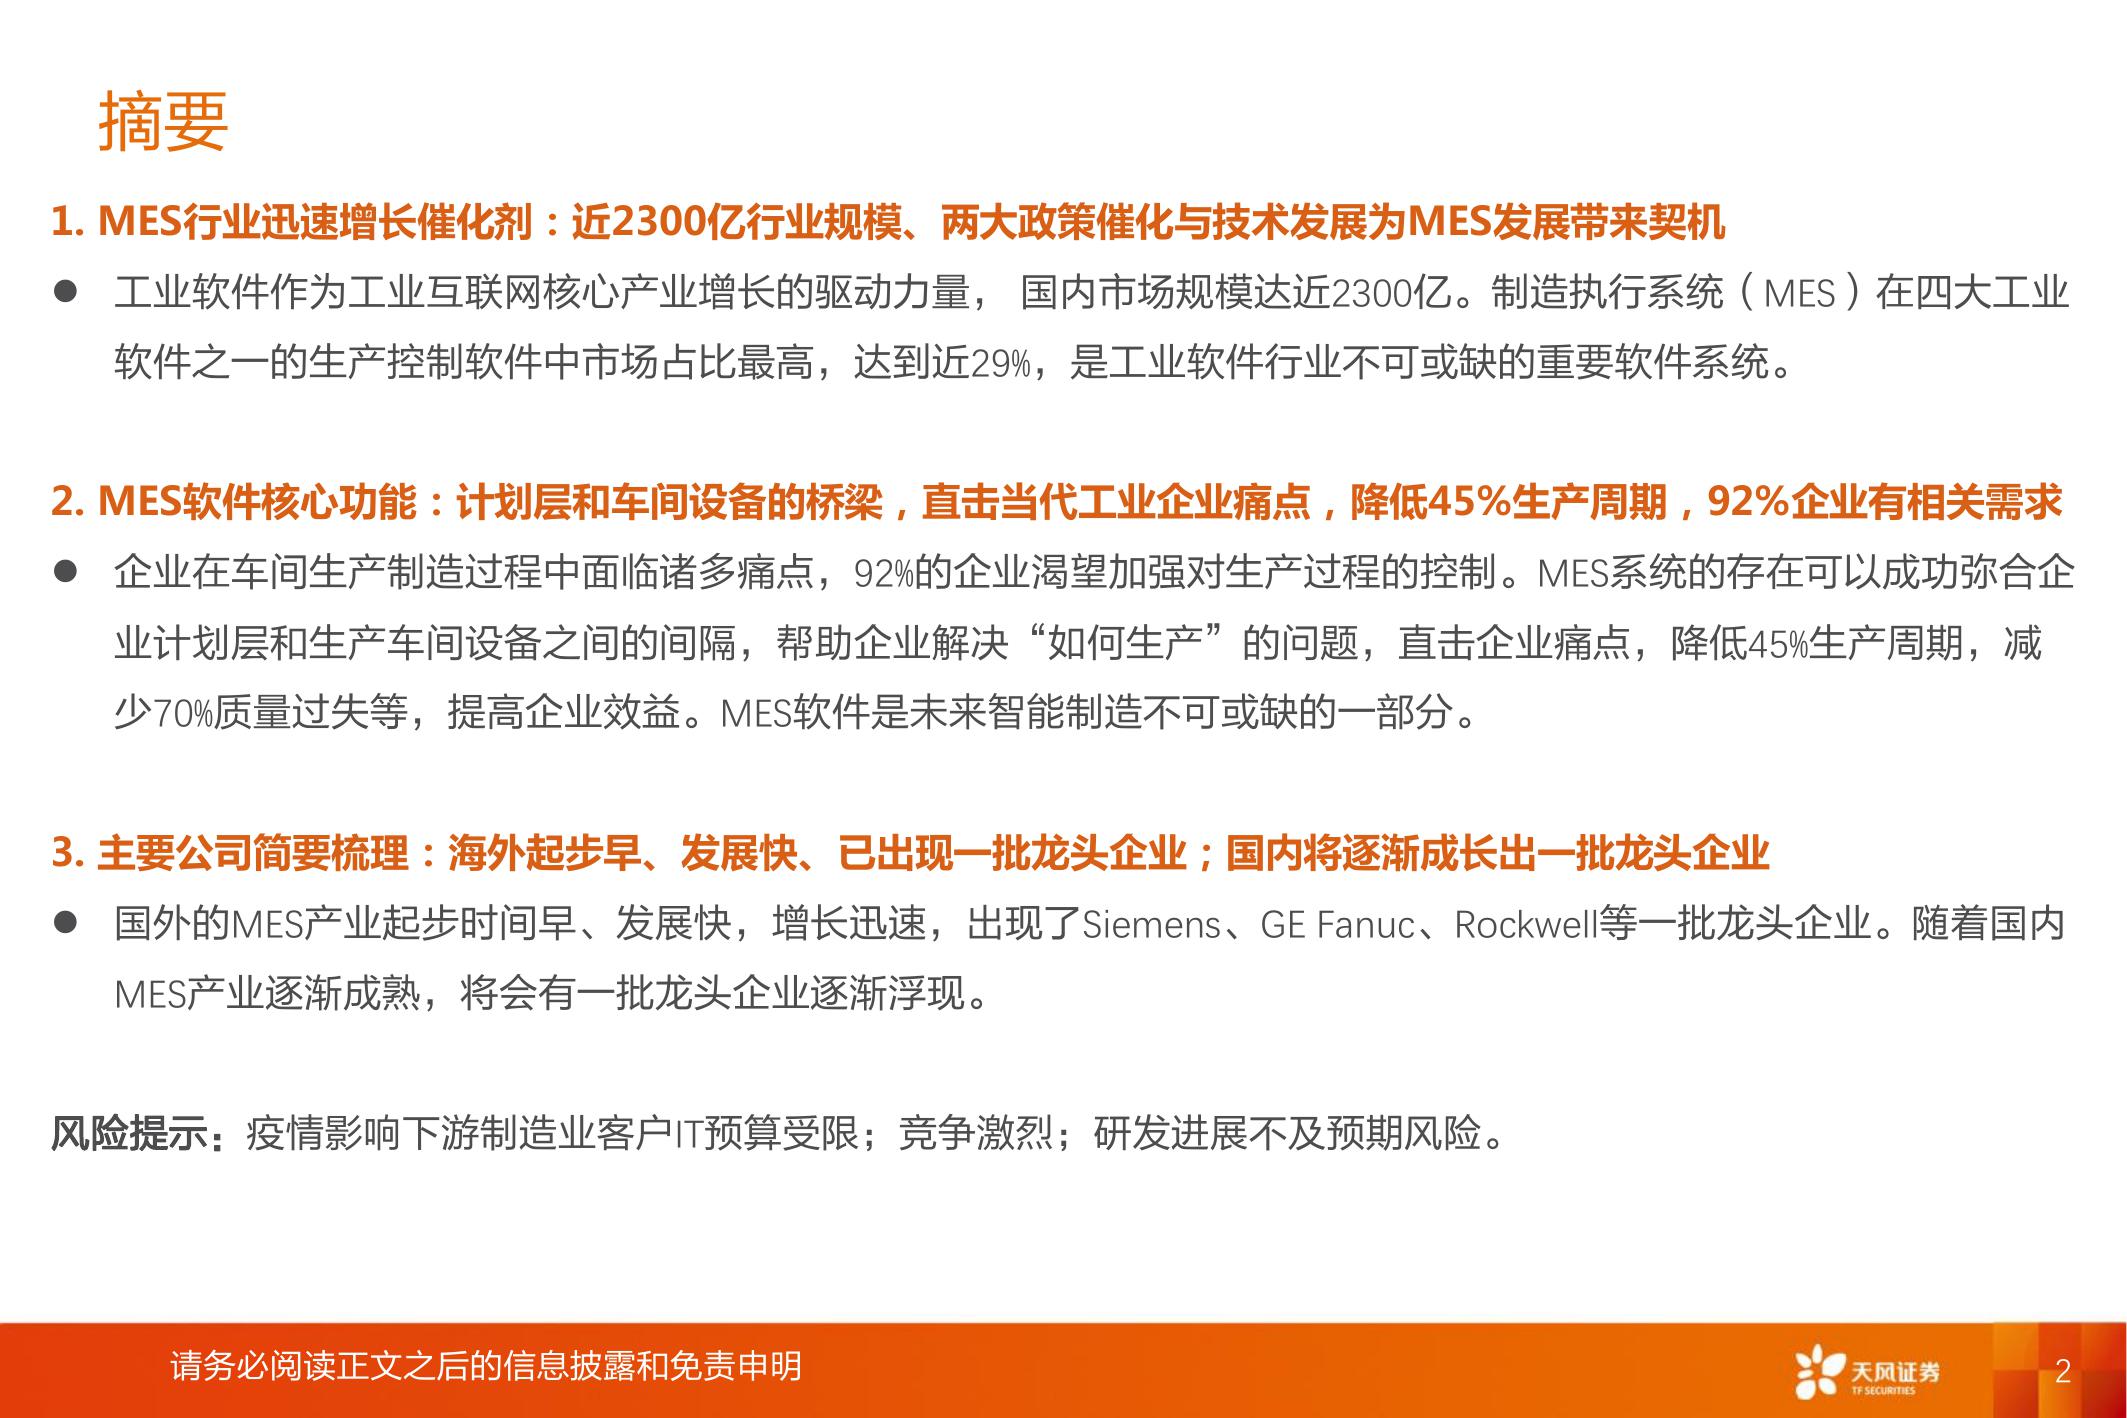 摘要
1. MES行业迅速增长催化剂：近2300亿行业规模、两大政策催化与技术发展为MES发展带来契机
● 工业软件作为工业互联网核心产业增长的驱动力量， 国内市场规模达近2300亿。制造执行系统（MES）在四大工业
软件之一的生产控制软件中市场占比最高，达到近29%，是工业软件行业不可或缺的重要软件系统。
2. MES软件核心功能：计划层和车间设备的桥梁，直击当代工业企业痛点，降低45%生产周期，92%企业有相关需求
● 企业在车间生产制造过程中面临诸多痛点，92%的企业渴望加强对生产过程的控制。MES系统的存在可以成功弥合企
业计划层和生产车间设备之间的间隔，帮助企业解决“如何生产”的问题，直击企业痛点，降低45%生产周期，减
少70%质量过失等，提高企业效益。MES软件是未来智能制造不可或缺的一部分。
3. 主要公司简要梳理：海外起步早、发展快、已出现一批龙头企业；国内将逐渐成长出一批龙头企业
● 国外的MES产业起步时间早、发展快，增长迅速，出现了Siemens、GE Fanuc、Rockwell等一批龙头企业。随着国内
MES产业逐渐成熟，将会有一批龙头企业逐渐浮现。
风险提示：疫情影响下游制造业客户IT预算受限；竞争激烈；研发进展不及预期风险。
请务必阅读正文之后的信息披露和免责申明
天风证券
TF SECURITIES
2